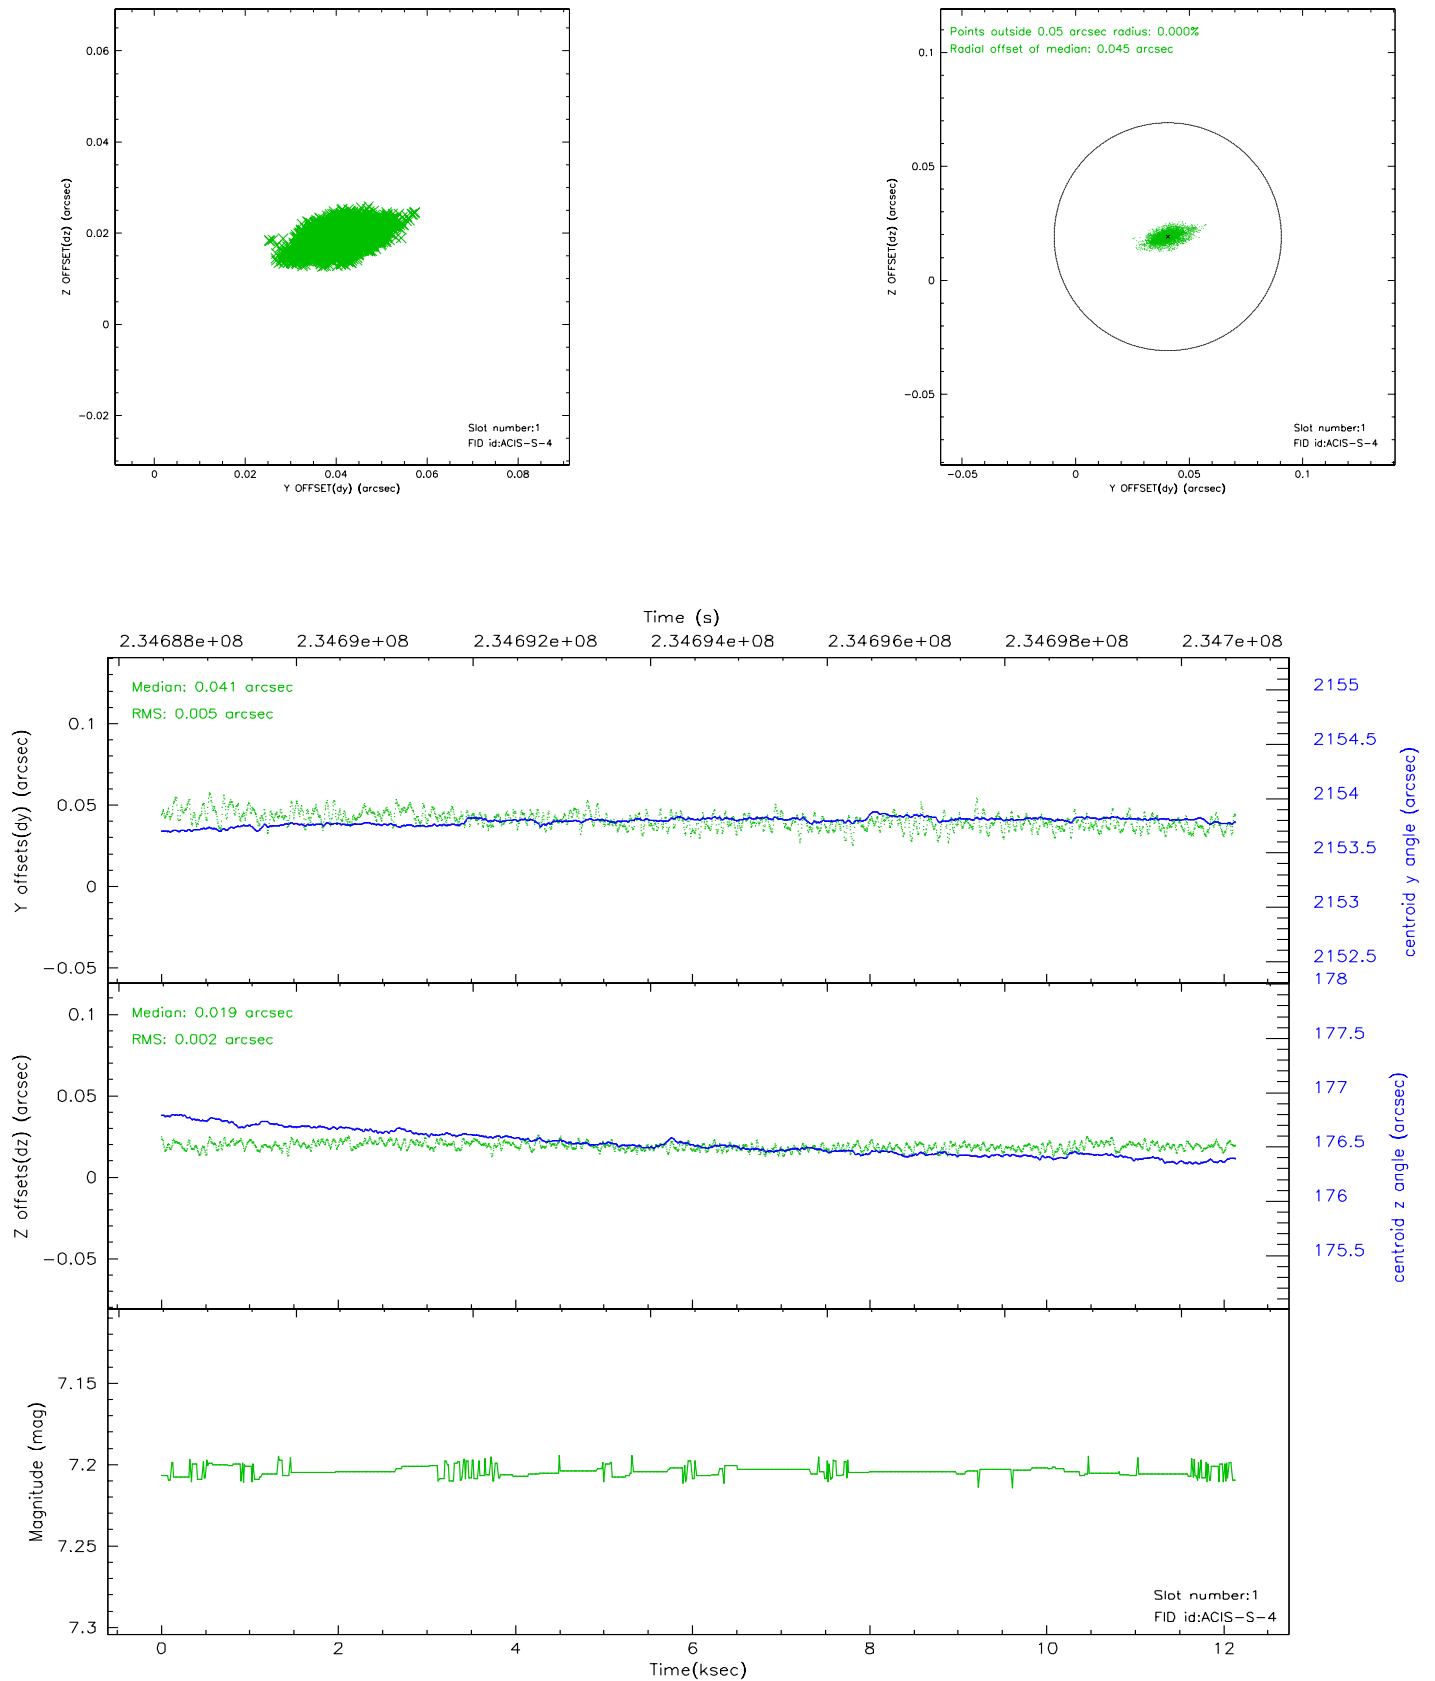 0.06
0.04
0.02
0
−0.02
Z OFFSET(dz) (arcsec)
Slot number:1
FID id:ACIS−S−4
0 0.02 0.04 0.06 0.08
Y OFFSET(dy) (arcsec)
Points outside 0.05 arcsec radius: 0.000%
Radial offset of median: 0.045 arcsec
0.1
0.05
0
−0.05
Z OFFSET(dz) (arcsec)
Slot number:1
FID id:ACIS−S−4
−0.05 0 0.05 0.1
Y OFFSET(dy) (arcsec)
Time (s)
2.34688e+08 2.3469e+08 2.34692e+08 2.34694e+08 2.34696e+08 2.34698e+08 2.347e+08
Median: 0.041 arcsec
RMS: 0.005 arcsec
0.1
0.05
0
−0.05
Y offsets(dy) (arcsec)
2155
2154.5
2154
2153.5
2153
2152.5
centroid y angle (arcsec)
178
Median: 0.019 arcsec
RMS: 0.002 arcsec
0.1
0.05
0
−0.05
Z offsets(dz) (arcsec)
177.5
177
176.5
176
175.5
centroid z angle (arcsec)
7.15
7.2
7.25
7.3
Magnitude (mag)
Slot number:1
FID id:ACIS−S−4
0 2 4 6 8 10 12
Time(ksec)